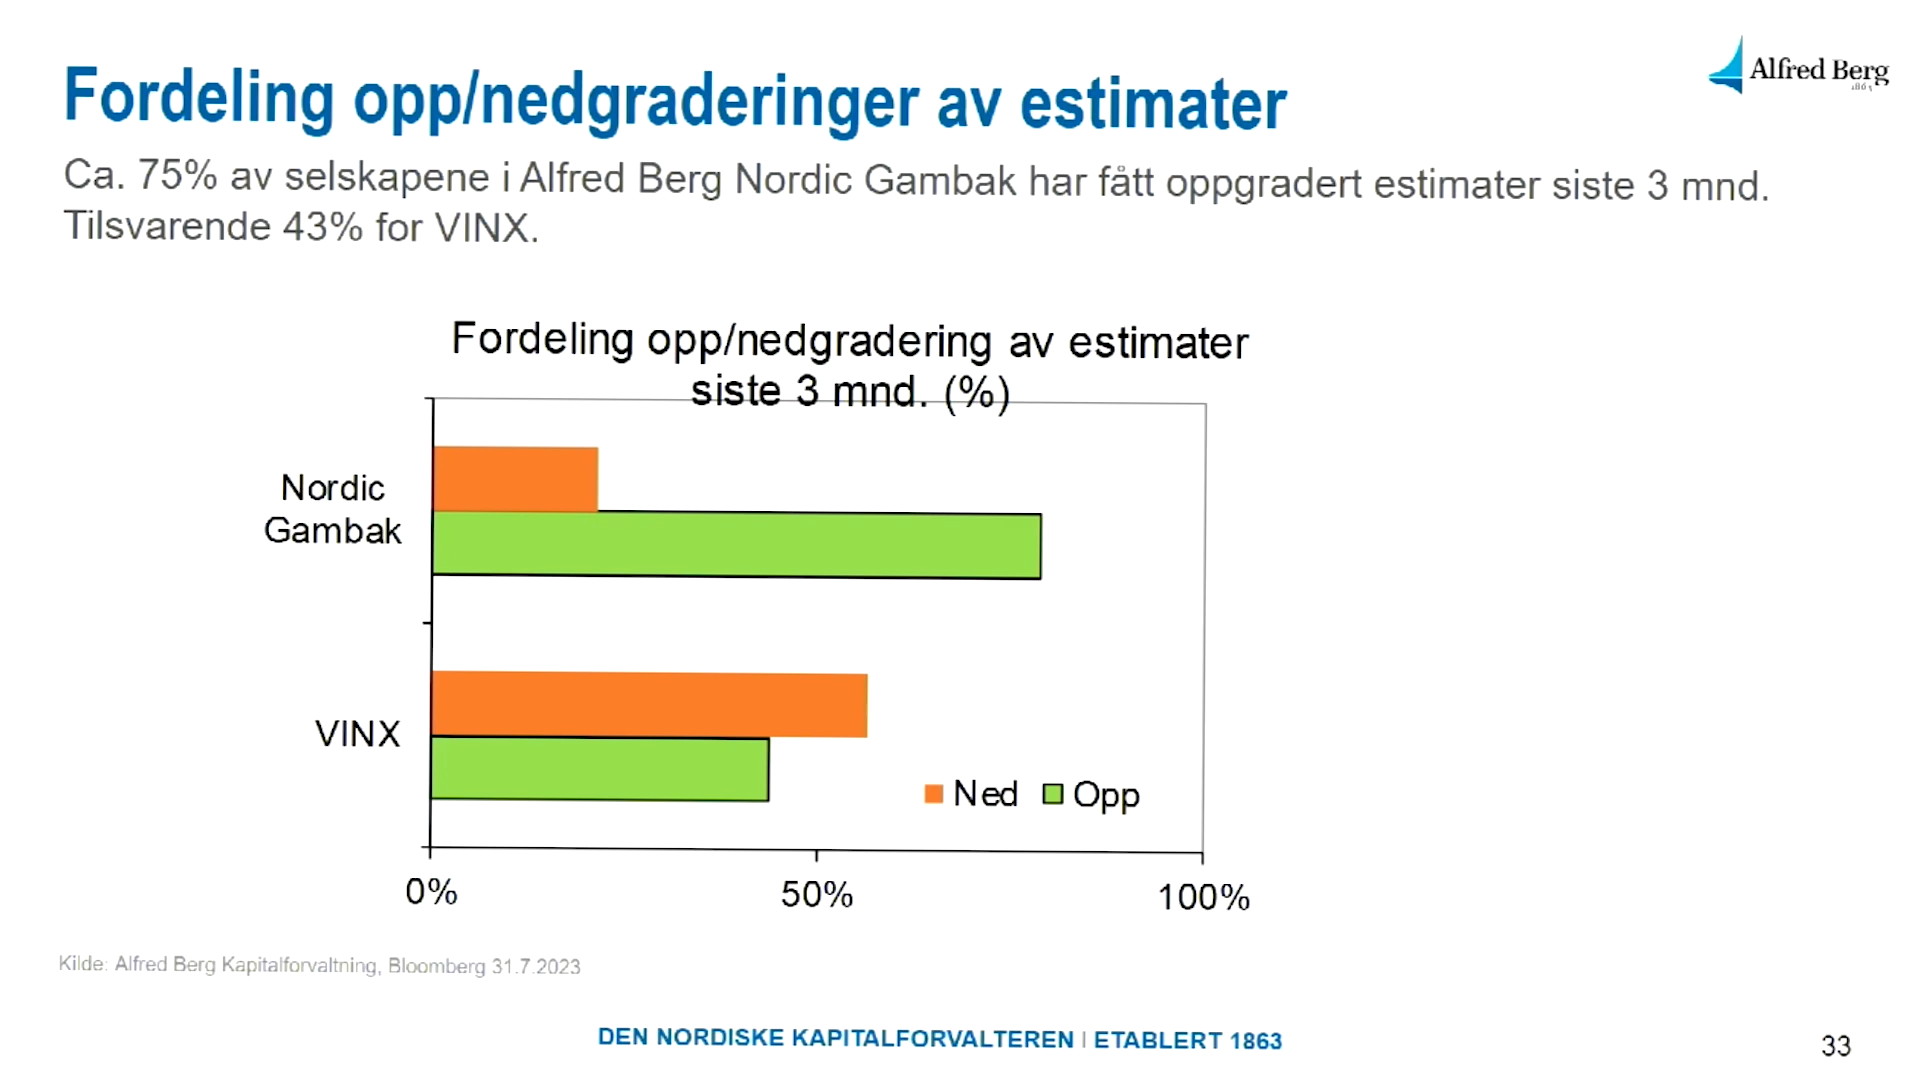 Fordeling opp/nedgraderinger av estimater
Alfred Berg
1863
Ca. 75% av selskapene i Alfred Berg Nordic Gambak har fått oppgradert estimater siste 3 mnd.
Tilsvarende 43% for VINX.
Fordeling opp/nedgradering av estimater
siste 3 mnd. (%)
Nordic
Gambak
VINX
Ned Opp
0% 50% 100%
Kilde: Alfred Berg Kapitalforvaltning, Bloomberg 31.7.2023
DEN NORDISKE KAPITALFORVALTEREN | ETABLERT 1863
33